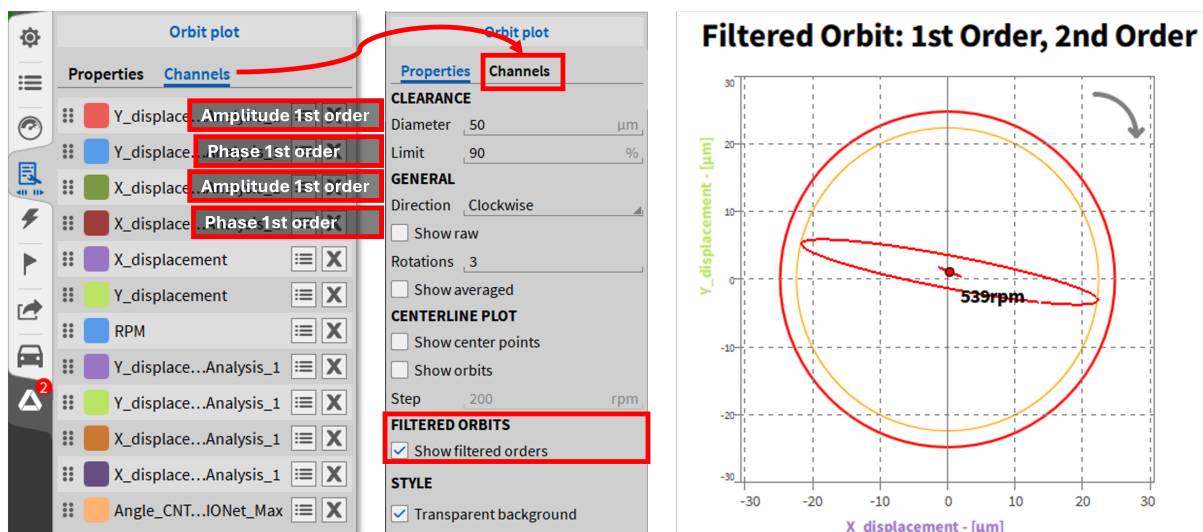 Orbit plot
Properties Channels
Y_displace... Amplitude 1st order
Y_displace... Phase 1st order
X_displace... Amplitude 1st order
X_displace... Phase 1st order
X_displacement
Y_displacement
RPM
Y_displace...Analysis_1
Y_displace...Analysis_1
X_displace...Analysis_1
X_displace...Analysis_1
Angle_CNT...IONet_Max
2
Orbit plot
Properties Channels
CLEARANCE
Diameter 50 µm
Limit 90 %
GENERAL
Direction Clockwise
Show raw
Rotations 3
Show averaged
CENTERLINE PLOT
Show center points
Show orbits
Step 200 rpm
FILTERED ORBITS
Show filtered orders
STYLE
Transparent background
Filtered Orbit: 1st Order, 2nd Order
30
20
10
0
-10
-20
-30
Y_displacement - [µm]
539rpm
-30 -20 -10 0 10 20 30
X_displacement - [µm]